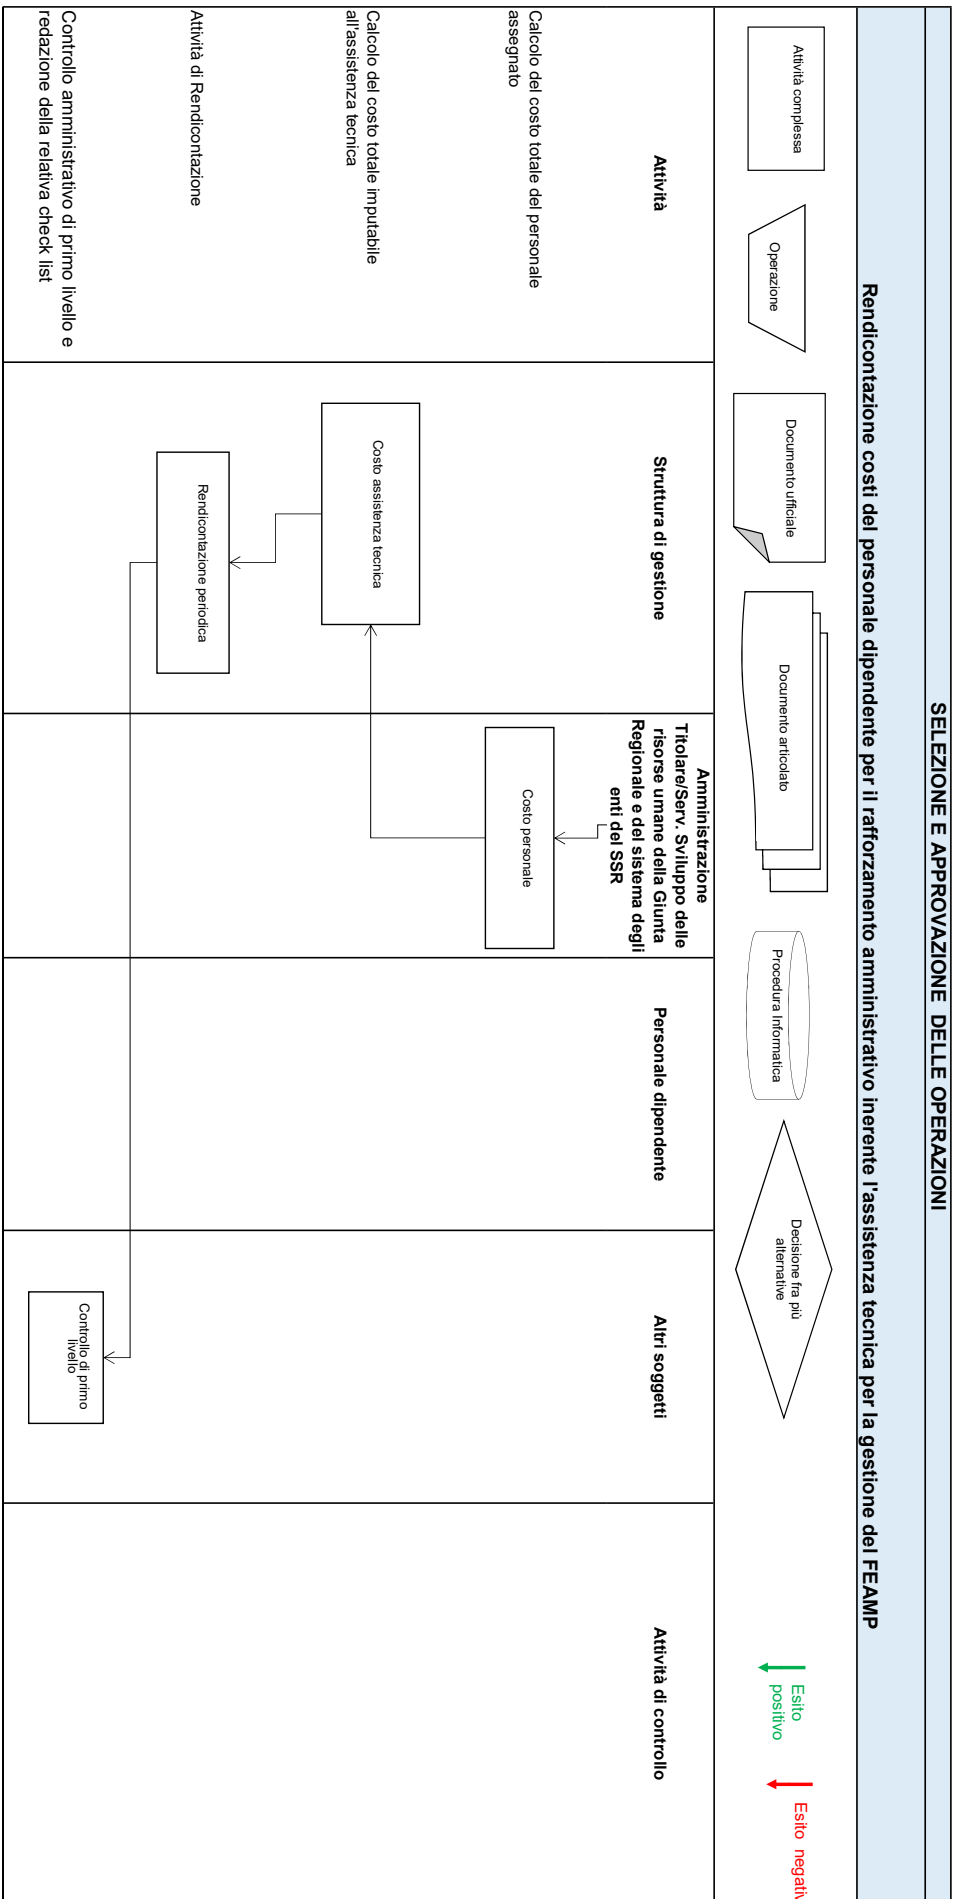 SELEZIONE E APPROVAZIONE DELLE OPERAZIONI
Rendicontazione costi del personale dipendente per il rafforzamento amministrativo inerente l'assistenza tecnica per la gestione del FEAMP
Attività complessa
Operazione
Documento ufficiale
Documento articolato
Procedura Informatica
Decisione fra più
alternative
Esito
positivo
Esito negativ
Attività
Struttura di gestione
Amministrazione
Titolare/Serv. Sviluppo delle
risorse umane della Giunta
Regionale e del sistema degli
enti del SSR
Personale dipendente
Altri soggetti
Attività di controllo
Calcolo del costo totale del personale
assegnato
Costo personale
Calcolo del costo totale imputabile
all'assistenza tecnica
Costo assistenza tecnica
Attività di Rendicontazione
Rendicontazione periodica
Controllo amministrativo di primo livello e
redazione della relativa check list
Controllo di primo
livello